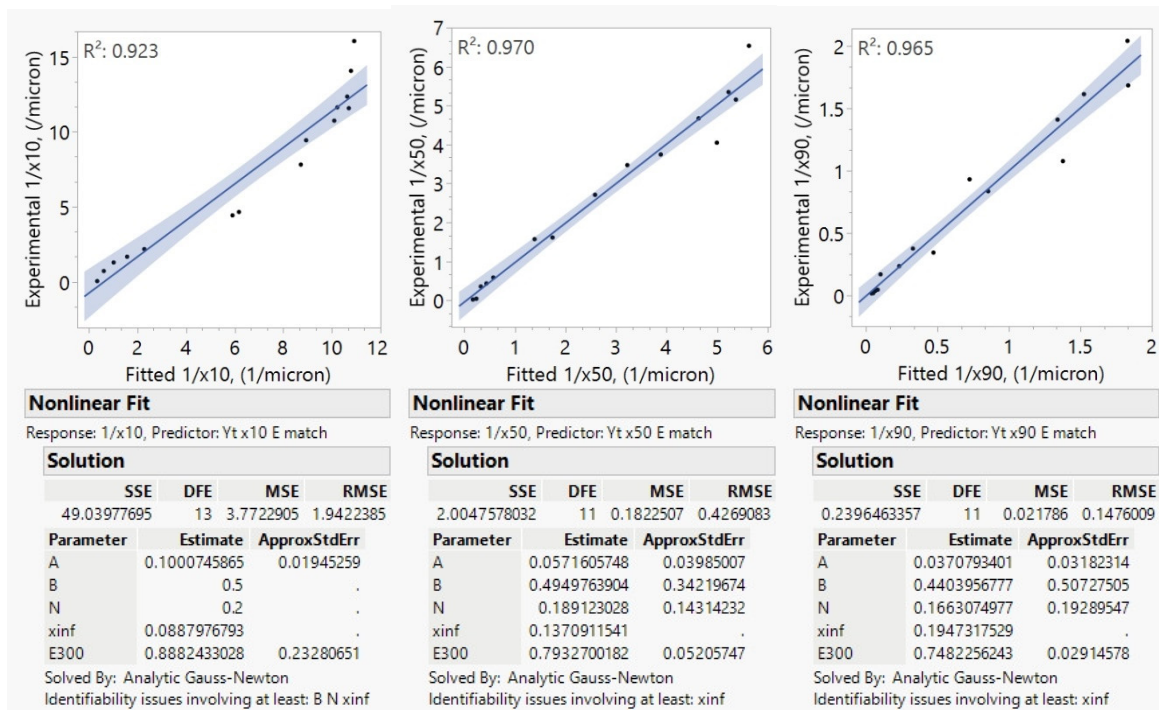 R²: 0.923
15
10
5
0
Experimental 1/x10, (/micron)
0 2 4 6 8 10 12
Fitted 1/x10, (1/micron)
Nonlinear Fit
Response: 1/x10, Predictor: Yt x10 E match
Solution
SSE DFE MSE RMSE
49.03977695 13 3.7722905 1.9422385
Parameter Estimate ApproxStdErr
A 0.1000745865 0.01945259
B 0.5 .
N 0.2 .
xinf 0.0887976793 .
E300 0.8882433028 0.23280651
Solved By: Analytic Gauss-Newton
Identifiability issues involving at least: B N xinf
R²: 0.970
7
6
5
4
3
2
1
0
Experimental 1/x50, (/micron)
0 1 2 3 4 5 6
Fitted 1/x50, (1/micron)
Nonlinear Fit
Response: 1/x50, Predictor: Yt x50 E match
Solution
SSE DFE MSE RMSE
2.0047578032 11 0.1822507 0.4269083
Parameter Estimate ApproxStdErr
A 0.0571605748 0.03985007
B 0.4949763904 0.34219674
N 0.189123028 0.14314232
xinf 0.1370911541 .
E300 0.7932700182 0.05205747
Solved By: Analytic Gauss-Newton
Identifiability issues involving at least: xinf
R²: 0.965
2
1.5
1
0.5
0
Experimental 1/x90, (/micron)
0 0.5 1 1.5 2
Fitted 1/x90, (1/micron)
Nonlinear Fit
Response: 1/x90, Predictor: Yt x90 E match
Solution
SSE DFE MSE RMSE
0.2396463357 11 0.021786 0.1476009
Parameter Estimate ApproxStdErr
A 0.0370793401 0.03182314
B 0.4403956777 0.50727505
N 0.1663074977 0.19289547
xinf 0.1947317529 .
E300 0.7482256243 0.02914578
Solved By: Analytic Gauss-Newton
Identifiability issues involving at least: xinf